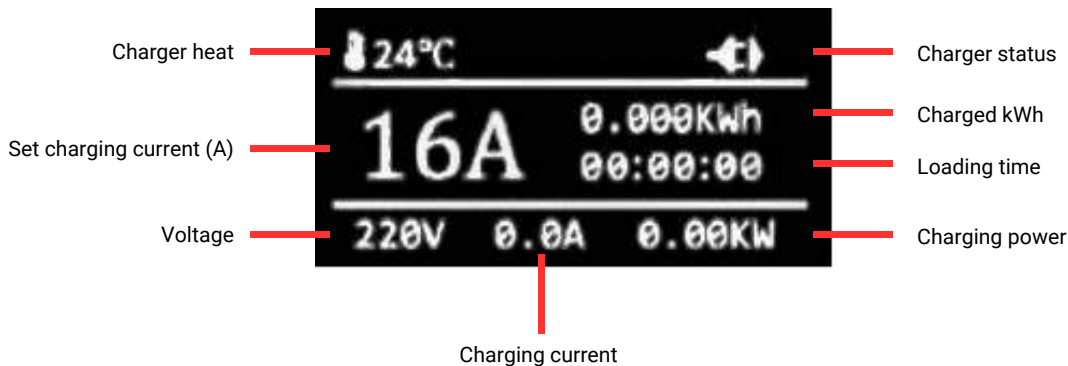 Charger heat
24°C
Charger status
0.000KWh
Charged kWh
Set charging current (A)
16A
00:00:00
Loading time
Voltage
220V 0.0A 0.00KW
Charging power
Charging current